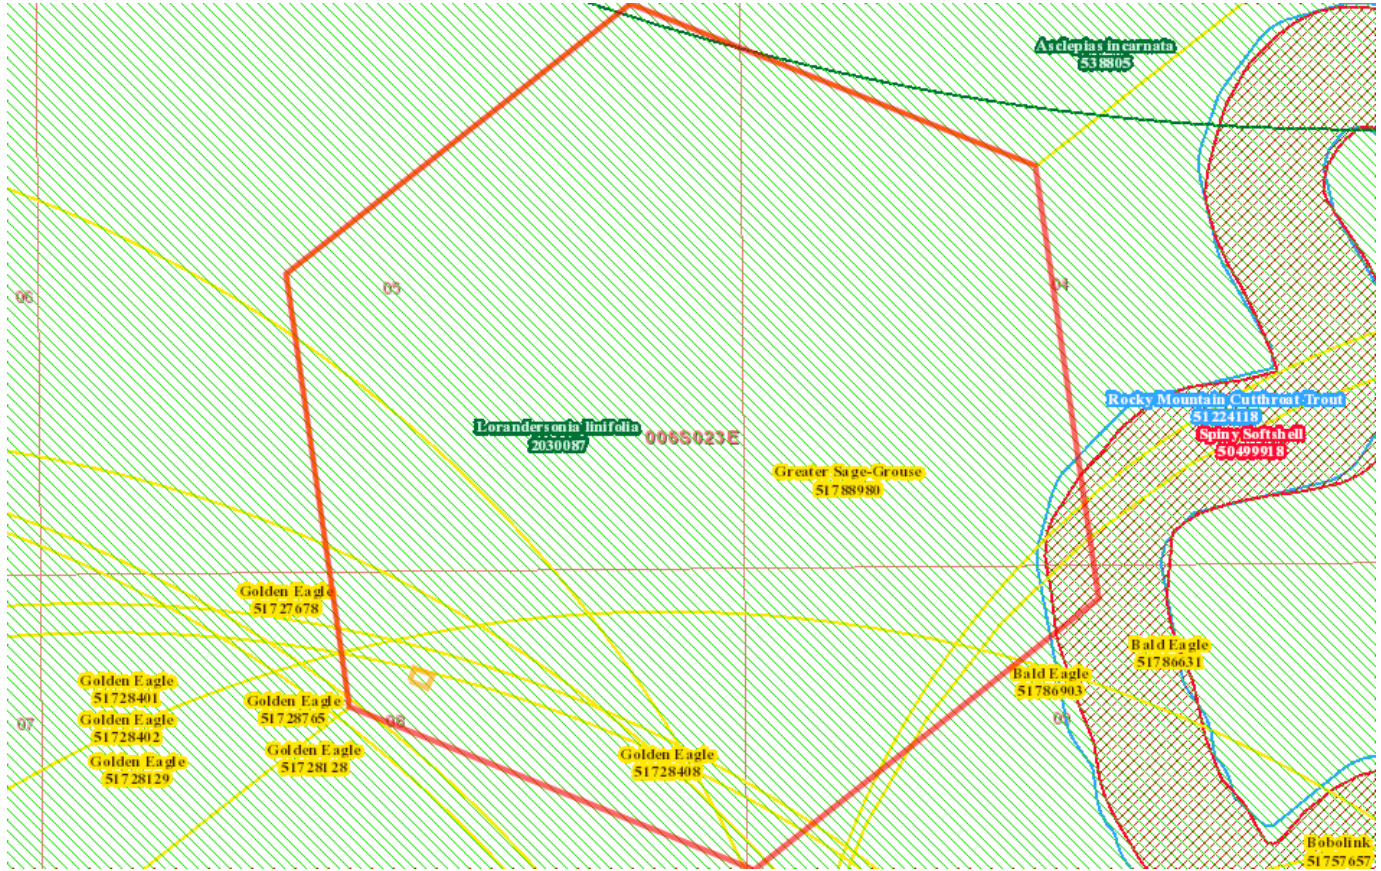 Asclepias incarnata
538805
06
05
04
Rocky Mountain Cutthroat Trout
51224118
Lorandersonia linifolia
2030087
006S023E
Spiny Softshell
50499918
Greater Sage-Grouse
51788980
Golden Eagle
51727678
Bald Eagle
51786631
Bald Eagle
51786903
Golden Eagle
51728401
Golden Eagle
51728765
Golden Eagle
51728402
07
08
09
Golden Eagle
51728128
Golden Eagle
51728408
Golden Eagle
51728129
Bobolink
51757657